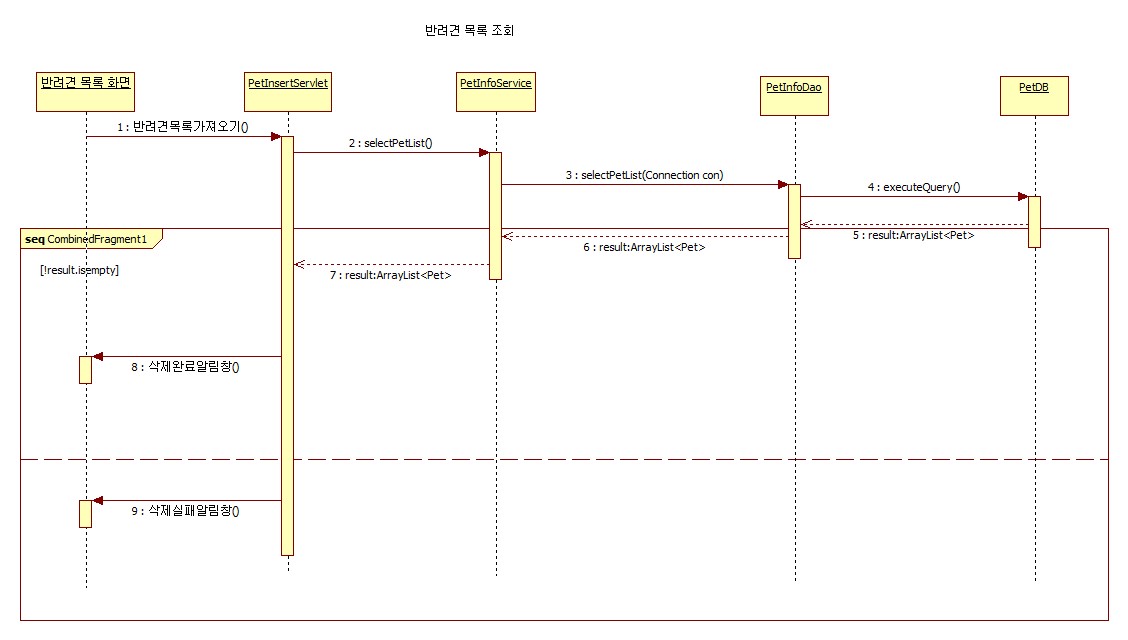 반려견 목록 조회
반려견 목록 화면
PetInsertServlet
PetInfoService
PetInfoDao
PetDB
1 : 반려견목록가져오기()
2 : selectPetList()
3 : selectPetList(Connection con)
4 : executeQuery()
5 : result:ArrayList<Pet>
6 : result:ArrayList<Pet>
seq CombinedFragment1
[!result.isempty]
7 : result:ArrayList<Pet>
8 : 삭제완료알림창()
9 : 삭제실패알림창()